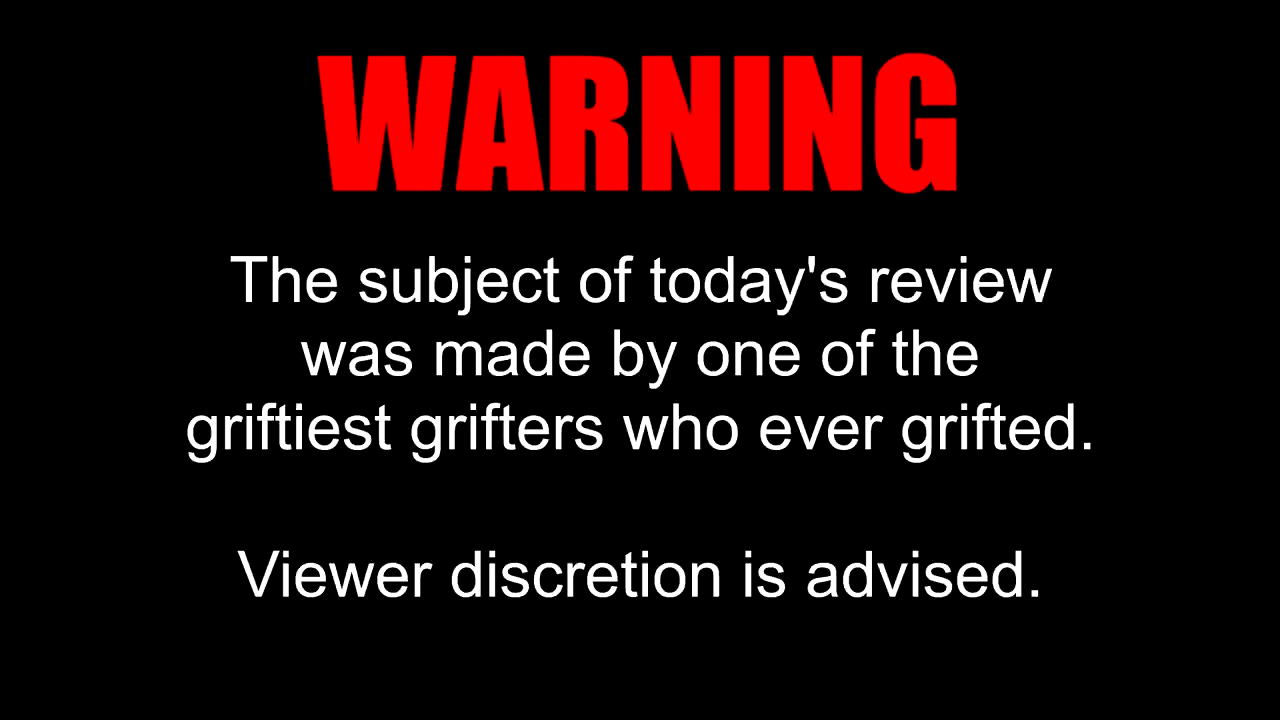 WARNING
The subject of today's review
was made by one of the
griftiest grifters who ever grifted.
Viewer discretion is advised.